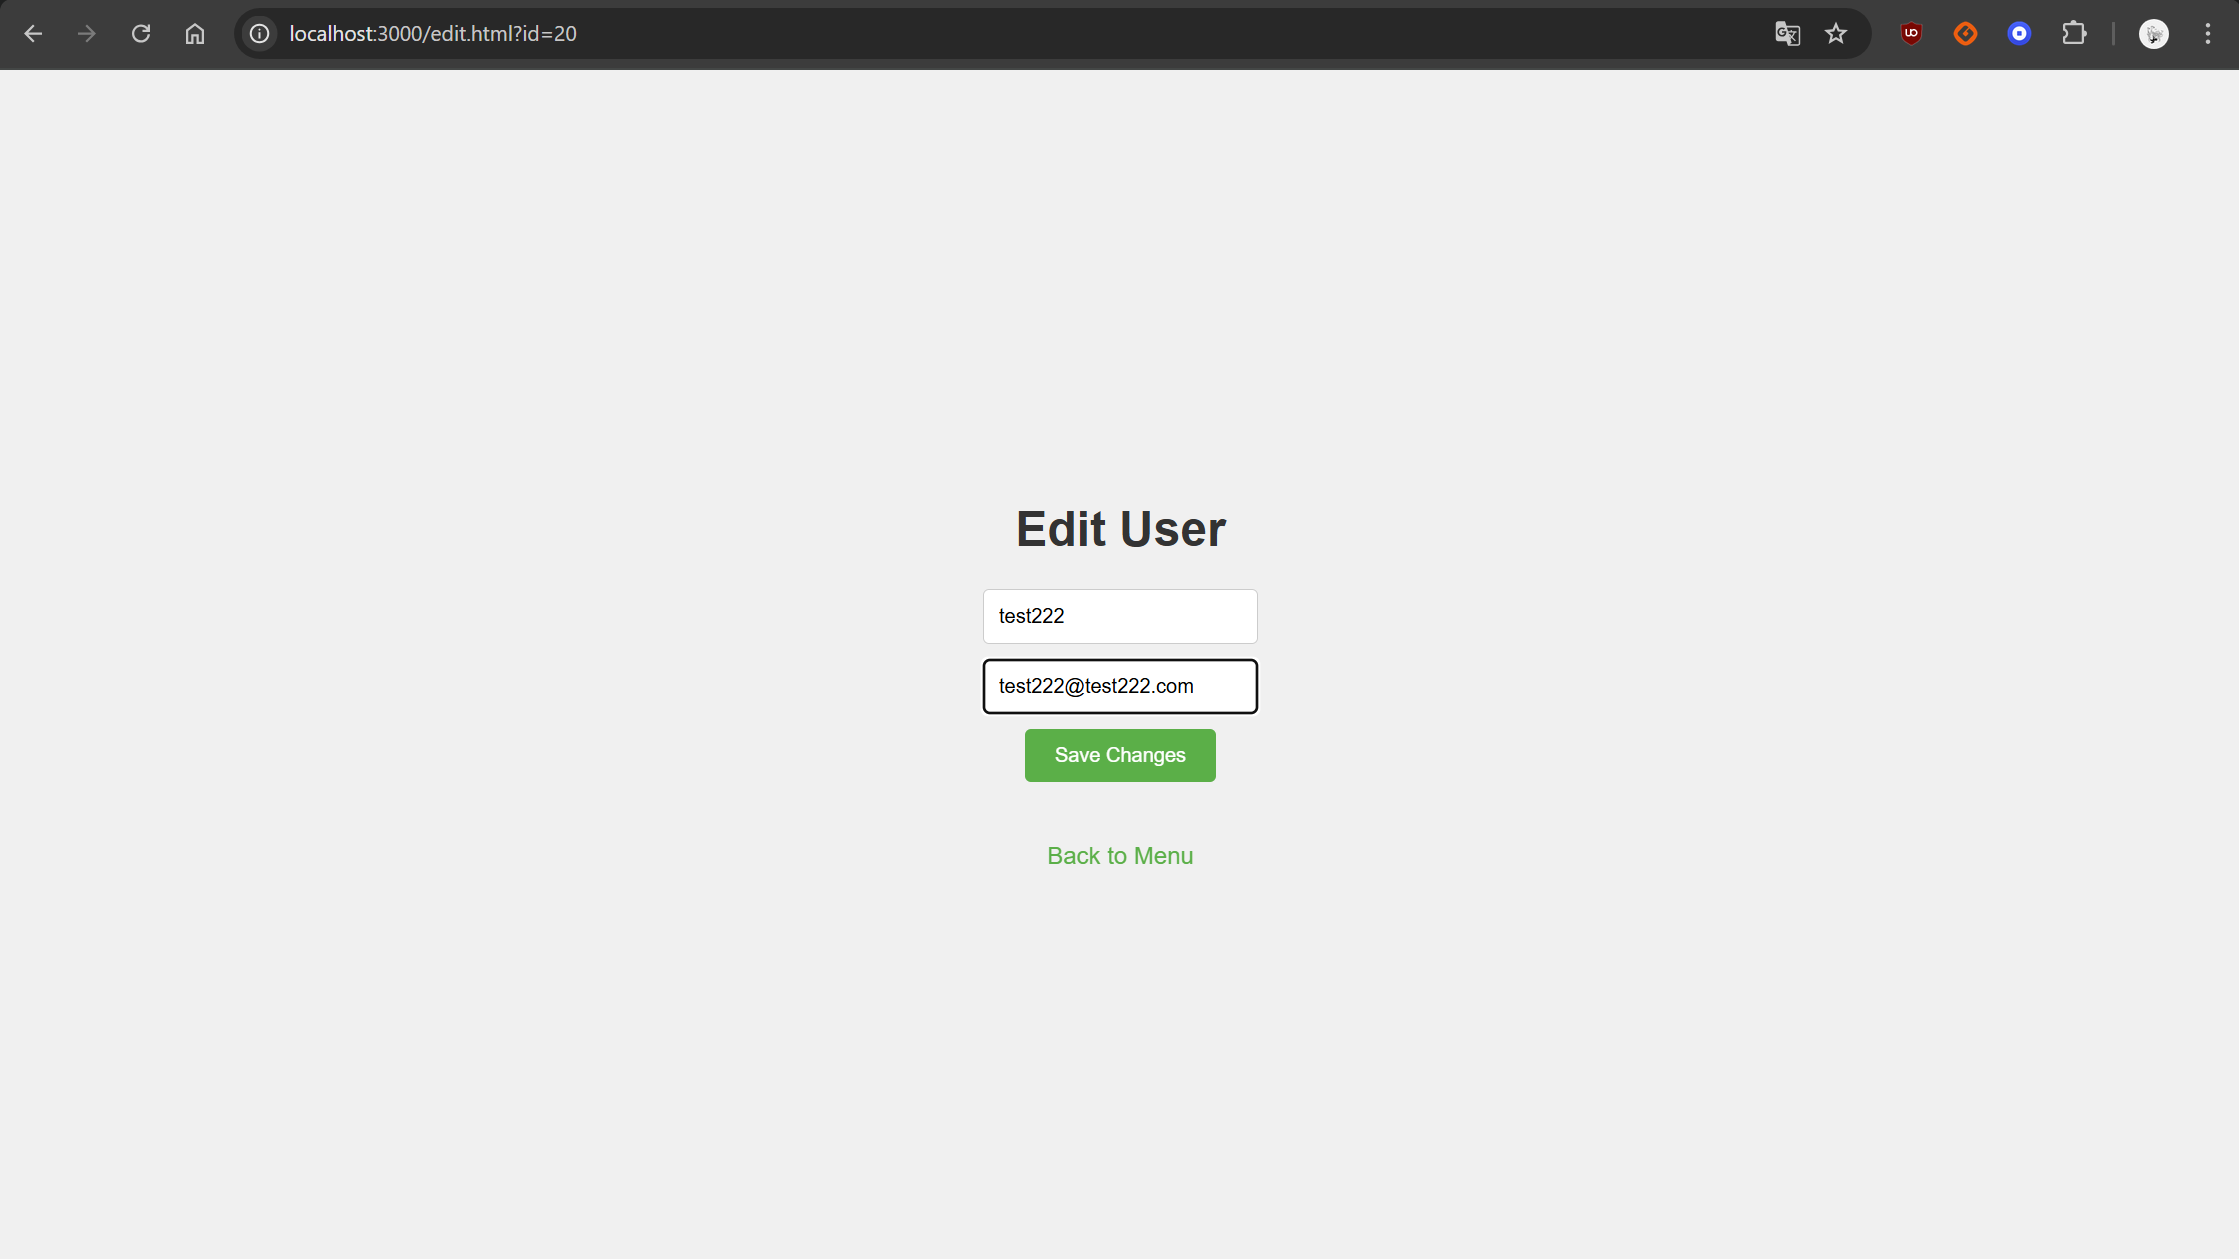 localhost:3000/edit.html?id=20
Edit User
test222
test222@test222.com
Save Changes
Back to Menu